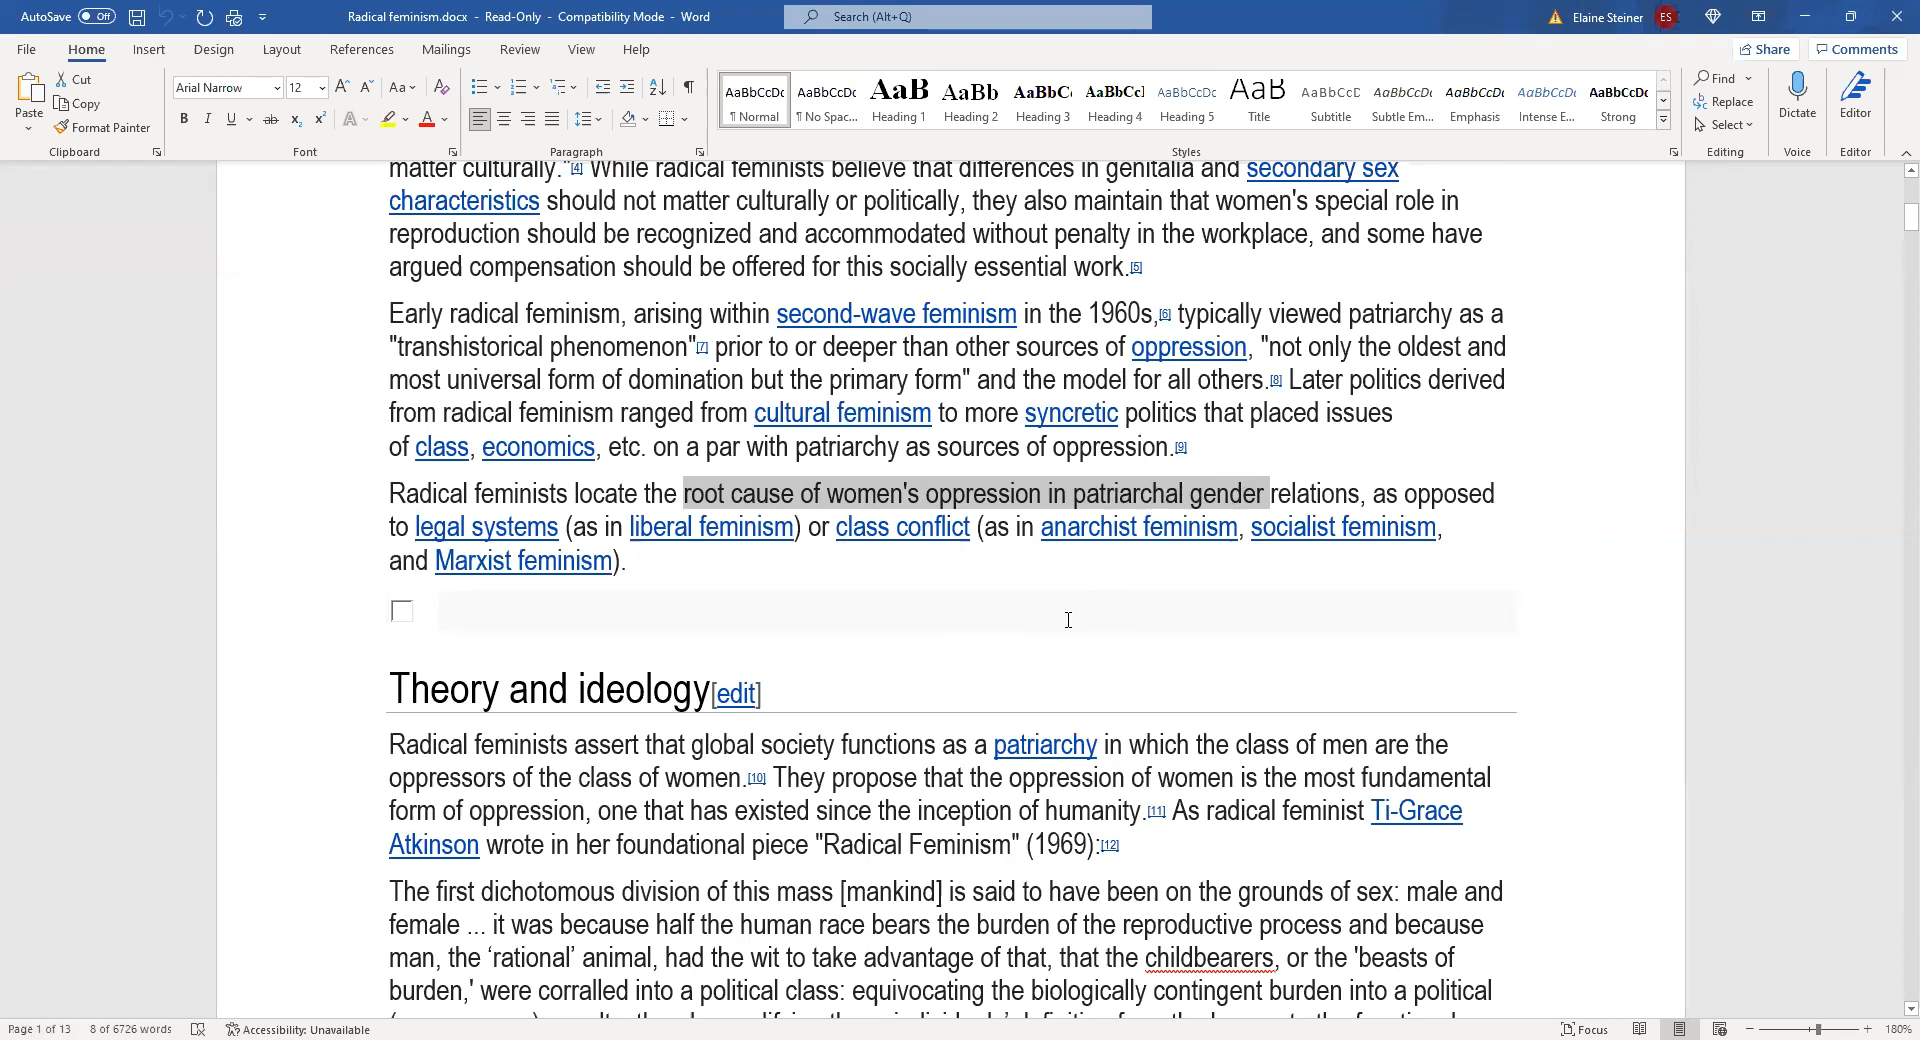 AutoSave Off
Radical feminism.docx - Read-Only - Compatibility Mode - Word
Search (Alt+Q)
Elaine Steiner ES
File Home Insert Design Layout References Mailings Review View Help
Share Comments
Paste
Cut
Copy
Format Painter
Clipboard
Arial Narrow 12
Font
Paragraph
AaBbCcDc AaBbCcDc AaB AaBb AaBbC AaBbCcI AaBbCcDc AaB AaBbCcD AaBbCcDc AaBbCcDc AaBbCcDc AaBbCcDc
¶ Normal ¶ No Spac... Heading 1 Heading 2 Heading 3 Heading 4 Heading 5 Title Subtitle Subtle Em... Emphasis Intense E... Strong
Styles
Find
Replace
Select
Editing
Dictate
Voice
Editor
Editor
matter culturally."[4] While radical feminists believe that differences in genitalia and secondary sex
characteristics should not matter culturally or politically, they also maintain that women's special role in
reproduction should be recognized and accommodated without penalty in the workplace, and some have
argued compensation should be offered for this socially essential work.[5]
Early radical feminism, arising within second-wave feminism in the 1960s,[6] typically viewed patriarchy as a
"transhistorical phenomenon"[7] prior to or deeper than other sources of oppression, "not only the oldest and
most universal form of domination but the primary form" and the model for all others.[8] Later politics derived
from radical feminism ranged from cultural feminism to more syncretic politics that placed issues
of class, economics, etc. on a par with patriarchy as sources of oppression.[9]
Radical feminists locate the root cause of women's oppression in patriarchal gender relations, as opposed
to legal systems (as in liberal feminism) or class conflict (as in anarchist feminism, socialist feminism,
and Marxist feminism).
Theory and ideology[edit]
Radical feminists assert that global society functions as a patriarchy in which the class of men are the
oppressors of the class of women.[10] They propose that the oppression of women is the most fundamental
form of oppression, one that has existed since the inception of humanity.[11] As radical feminist Ti-Grace
Atkinson wrote in her foundational piece "Radical Feminism" (1969):[12]
The first dichotomous division of this mass [mankind] is said to have been on the grounds of sex: male and
female ... it was because half the human race bears the burden of the reproductive process and because
man, the ‘rational’ animal, had the wit to take advantage of that, that the childbearers, or the 'beasts of
burden,' were corralled into a political class: equivocating the biologically contingent burden into a political
Page 1 of 13 8 of 6726 words Accessibility: Unavailable
Focus
180%